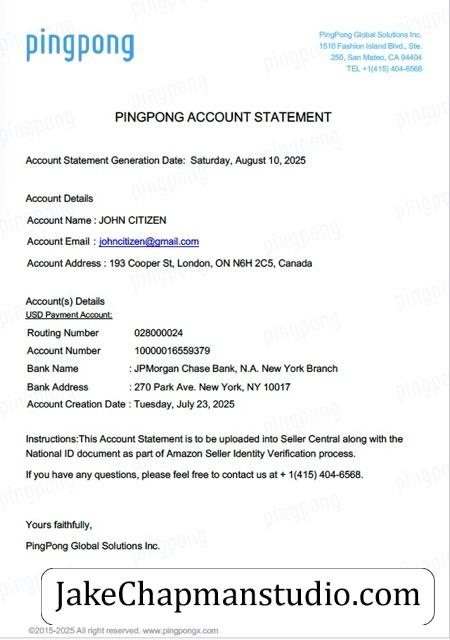 pingpong
PingPong Global Solutions Inc.
1510 Fashion Island Blvd., Ste.
250, San Mateo, CA 94404
TEL +1(415) 404-6568
PINGPONG ACCOUNT STATEMENT
Account Statement Generation Date: Saturday, August 10, 2025
Account Details
Account Name : JOHN CITIZEN
Account Email : johncitizen@gmail.com
Account Address : 193 Cooper St, London, ON N6H 2C5, Canada
Account(s) Details
USD Payment Account:
Routing Number 028000024
Account Number 10000016559379
Bank Name : JPMorgan Chase Bank, N.A. New York Branch
Bank Address : 270 Park Ave. New York, NY 10017
Account Creation Date : Tuesday, July 23, 2025
Instructions:This Account Statement is to be uploaded into Seller Central along with the
National ID document as part of Amazon Seller Identity Verification process.
If you have any questions, please feel free to contact us at + 1(415) 404-6568.
Yours faithfully,
PingPong Global Solutions Inc.
JakeChapmanstudio.com
©2015-2025 All right reserved. www.pingpongx.com